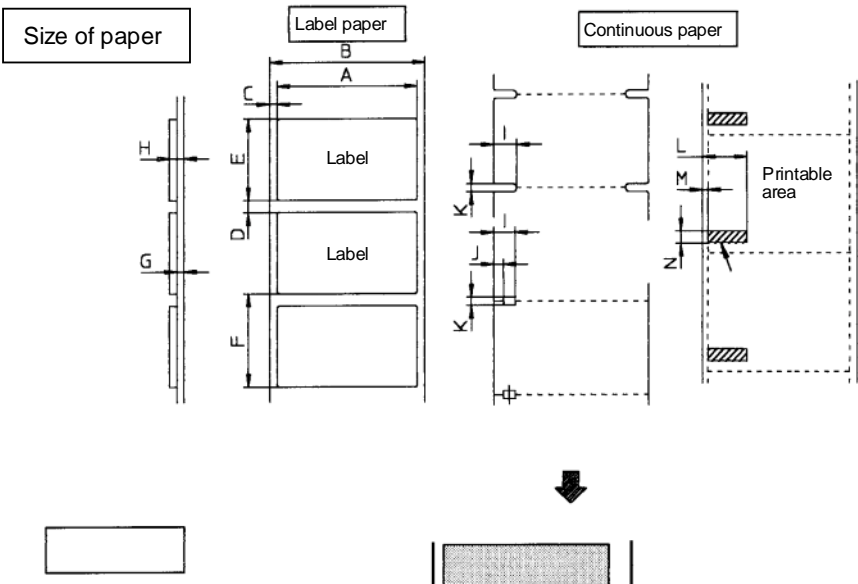 Size of paper
Label paper
Continuous paper
B
A
C
H
E
Label
D
Label
G
F
I
K
I
J
K
L
M
Printable
area
N